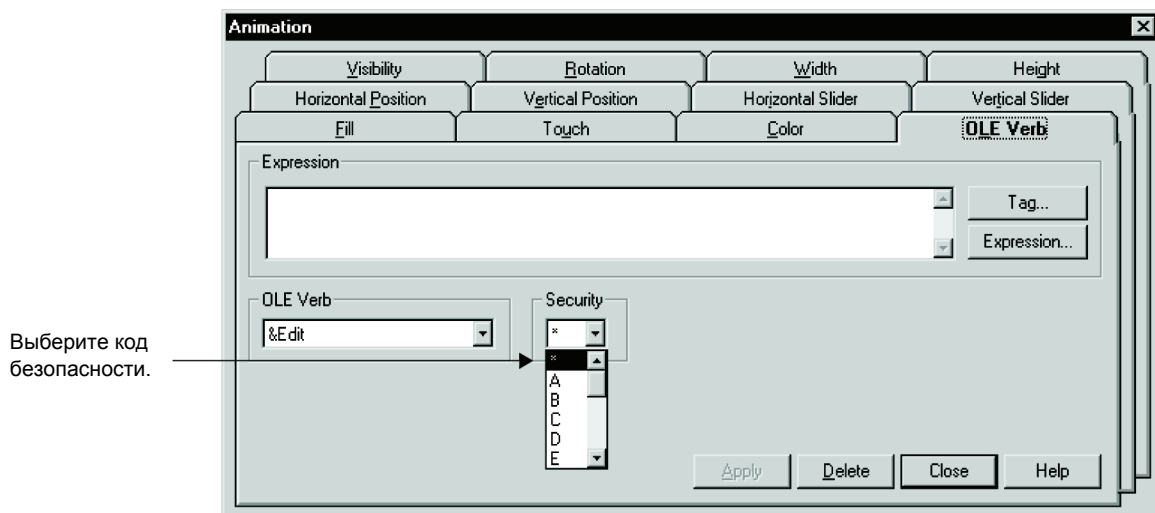 Animation
Visibility Rotation Width Height
Horizontal Position Vertical Position Horizontal Slider Vertical Slider
Fill Touch Color OLE Verb
Expression
Tag...
Expression...
OLE Verb Security
&Edit *
Выберите код
безопасности.
*
A
B
C
D
E
Apply Delete Close Help